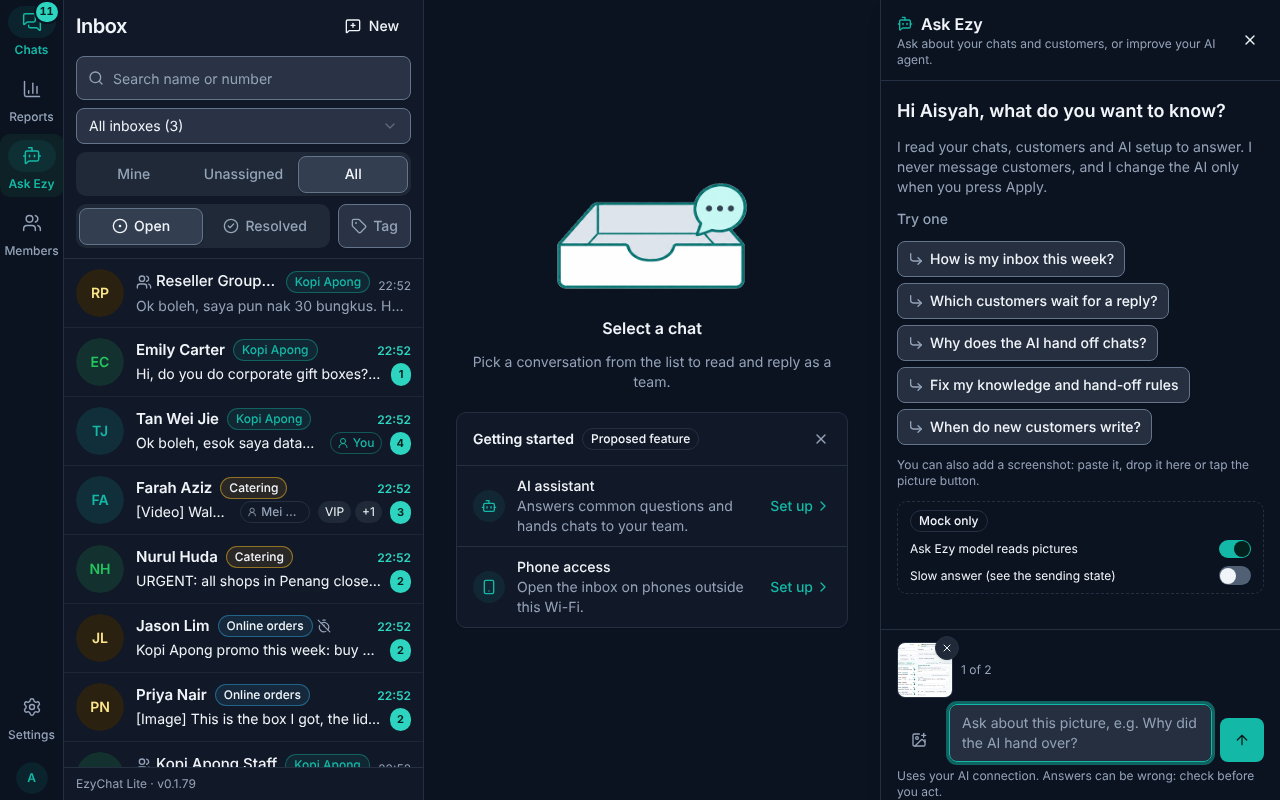 11
Chats
Reports
Ask Ezy
Members
Settings
A
Inbox
New
Search name or number
All inboxes (3)
Mine
Unassigned
All
Open
Resolved
Tag
RP
Reseller Group...
Kopi Apong
22:52
Ok boleh, saya pun nak 30 bungkus. H...
EC
Emily Carter
Kopi Apong
22:52
Hi, do you do corporate gift boxes?...
1
TJ
Tan Wei Jie
Kopi Apong
22:52
Ok boleh, esok saya data...
You
4
FA
Farah Aziz
Catering
22:52
[Video] Wal...
Mei ...
VIP
+1
3
NH
Nurul Huda
Catering
22:52
URGENT: all shops in Penang close...
2
JL
Jason Lim
Online orders
22:52
Kopi Apong promo this week: buy ...
2
PN
Priya Nair
Online orders
22:52
[Image] This is the box I got, the lid...
2
Kopi Apong Staff
Kopi Apong
22:52
EzyChat Lite · v0.1.79
Select a chat
Pick a conversation from the list to read and reply as a
team.
Getting started
Proposed feature
AI assistant
Answers common questions and
hands chats to your team.
Set up
Phone access
Open the inbox on phones outside
this Wi-Fi.
Set up
Ask Ezy
Ask about your chats and customers, or improve your AI
agent.
Hi Aisyah, what do you want to know?
I read your chats, customers and AI setup to answer. I
never message customers, and I change the AI only
when you press Apply.
Try one
How is my inbox this week?
Which customers wait for a reply?
Why does the AI hand off chats?
Fix my knowledge and hand-off rules
When do new customers write?
You can also add a screenshot: paste it, drop it here or tap the
picture button.
Mock only
Ask Ezy model reads pictures
Slow answer (see the sending state)
1 of 2
Ask about this picture, e.g. Why did
the AI hand over?
Uses your AI connection. Answers can be wrong: check before
you act.